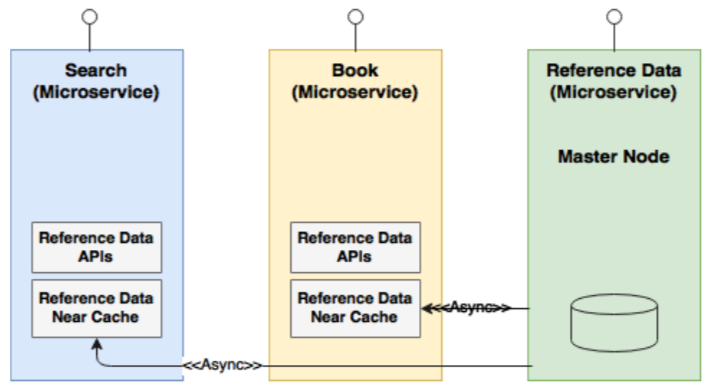 Search
(Microservice)
Reference Data
APIs
Reference Data
Near Cache
Book
(Microservice)
Reference Data
APIs
Reference Data
Near Cache
Reference Data
(Microservice)
Master Node
<<Async>>
<<Async>>